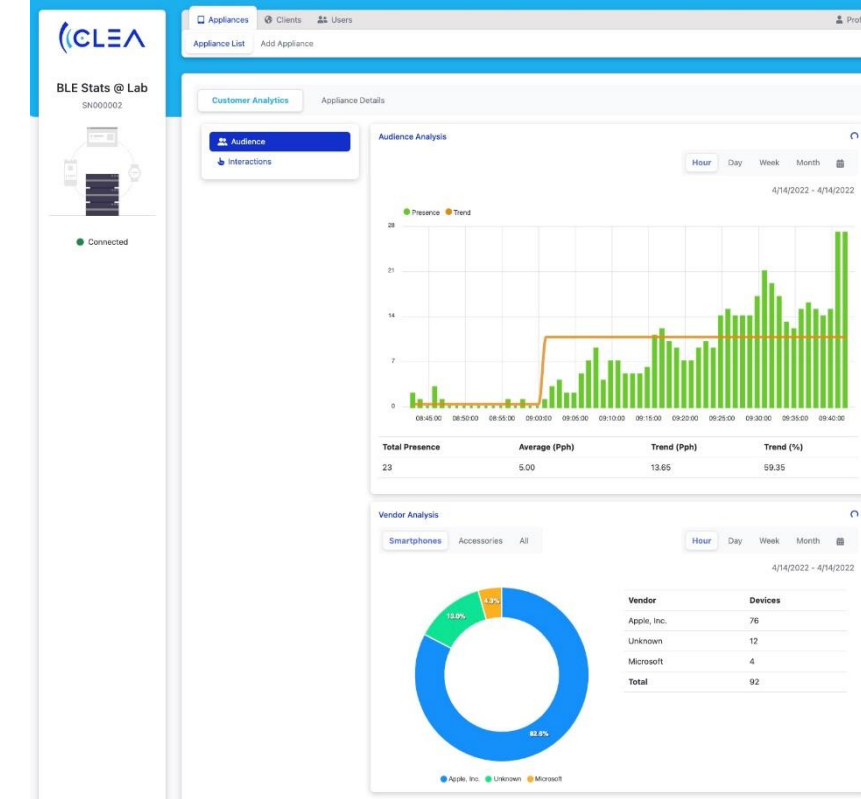 CLEA
Appliances Clients Users
Appliance List Add Appliance
BLE Stats @ Lab
SN000002
Connected
Customer Analytics Appliance Details
Audience
Interactions
Audience Analysis
Hour Day Week Month
4/14/2022 - 4/14/2022
Presence Trend
28
21
14
7
0
08:45:00 08:50:00 08:55:00 09:00:00 09:05:00 09:10:00 09:15:00 09:20:00 09:25:00 09:30:00 09:35:00 09:40:00
Total Presence Average (Pph) Trend (Pph) Trend (%)
23 5.00 13.65 59.35
Vendor Analysis
Smartphones Accessories All
Hour Day Week Month
4/14/2022 - 4/14/2022
Vendor Devices
Apple, Inc. 76
Unknown 12
Microsoft 4
Total 92
13.0%
82.6%
Apple, Inc. Unknown Microsoft